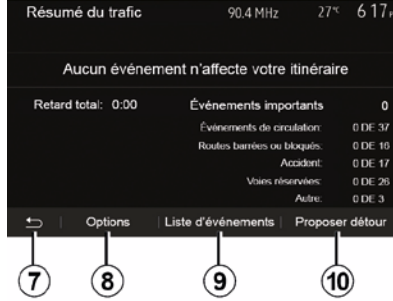 Résumé du trafic 90.4 MHz 27°C 6 17
Aucun événement n'affecte votre itinéraire
Retard total: 0:00 Événements importants 0
Événements de circulation: 0 DE 37
Routes barrées ou bloqués: 0 DE 16
Accident: 0 DE 17
Voies réservées: 0 DE 26
Autre: 0 DE 3
Options Liste d'événements Proposer détour
7 8 9 10